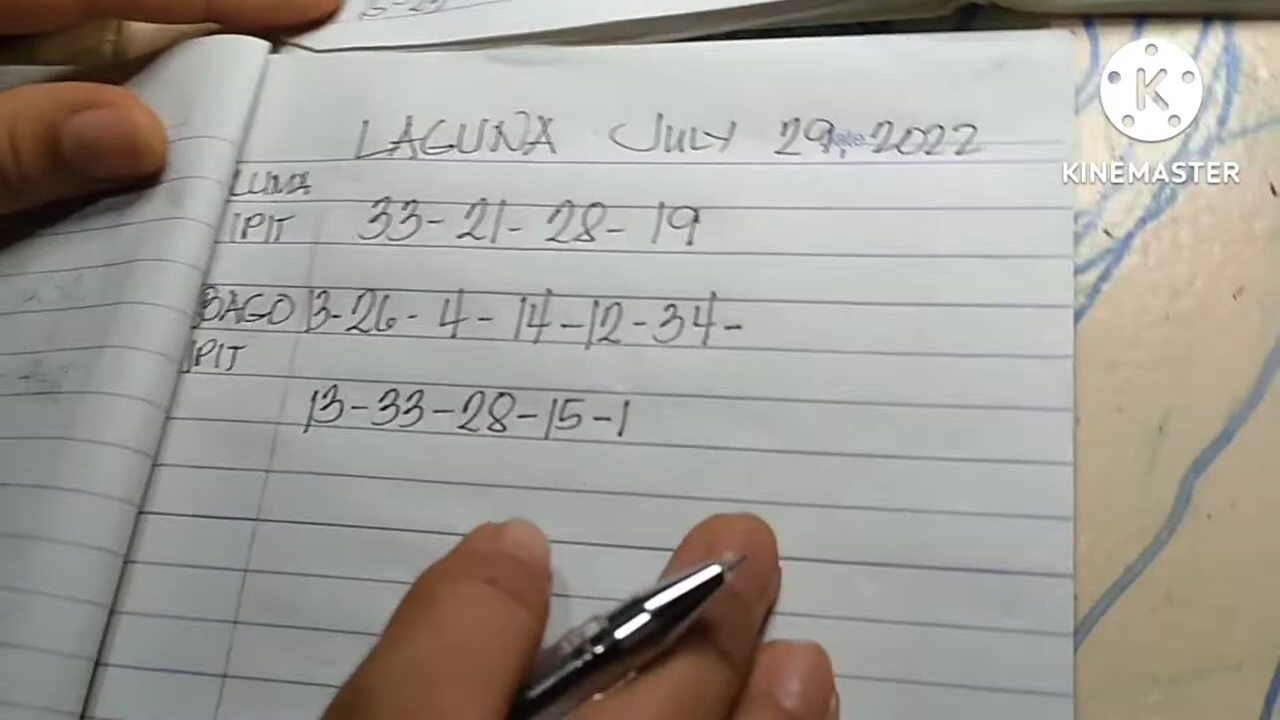 LAGUNA JULY 29, 2022
LUMA
IPIT 33-21-28-19
BAGO 13-26-4-14-12-34-
IPIT
13-33-28-15-1
K
KINEMASTER